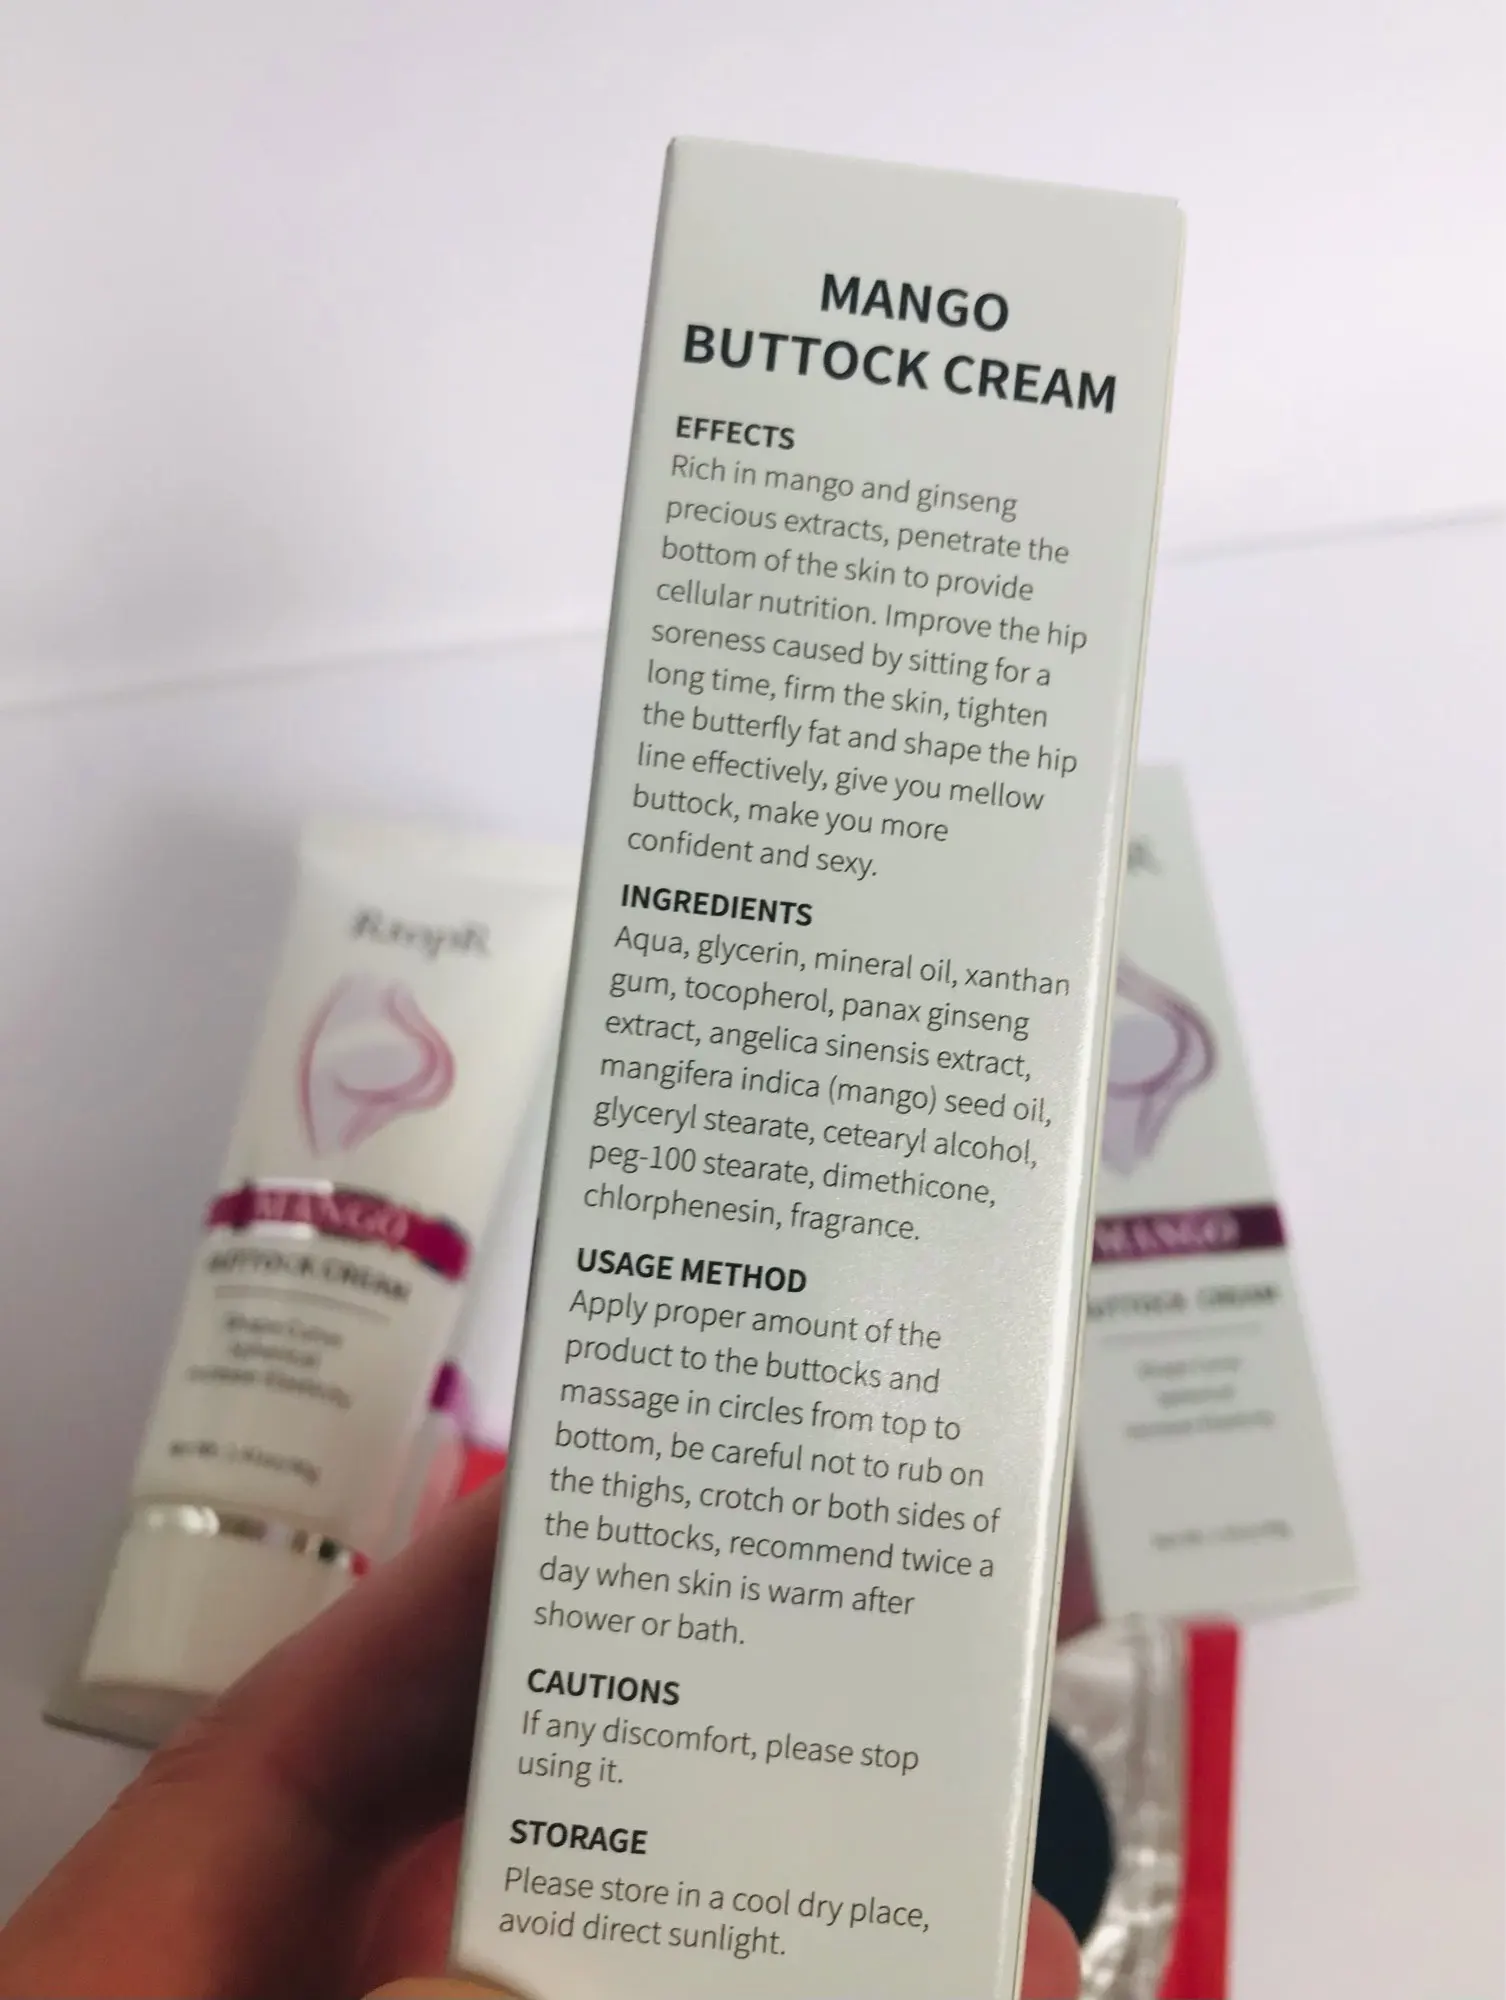 MANGO
BUTTOCK CREAM
EFFECTS
Rich in mango and ginseng
precious extracts, penetrate the
bottom of the skin to provide
cellular nutrition. Improve the hip
soreness caused by sitting for a
long time, firm the skin, tighten
the butterfly fat and shape the hip
line effectively, give you mellow
buttock, make you more
confident and sexy.
INGREDIENTS
Aqua, glycerin, mineral oil, xanthan
gum, tocopherol, panax ginseng
extract, angelica sinensis extract,
mangifera indica (mango) seed oil,
glyceryl stearate, cetearyl alcohol,
peg-100 stearate, dimethicone,
chlorphenesin, fragrance.
USAGE METHOD
Apply proper amount of the
product to the buttocks and
massage in circles from top to
bottom, be careful not to rub on
the thighs, crotch or both sides of
the buttocks, recommend twice a
day when skin is warm after
shower or bath.
CAUTIONS
If any discomfort, please stop
using it.
STORAGE
Please store in a cool dry place,
avoid direct sunlight.
MANGO
BUTTOCK CREAM
MANGO
BUTTOCK CREAM